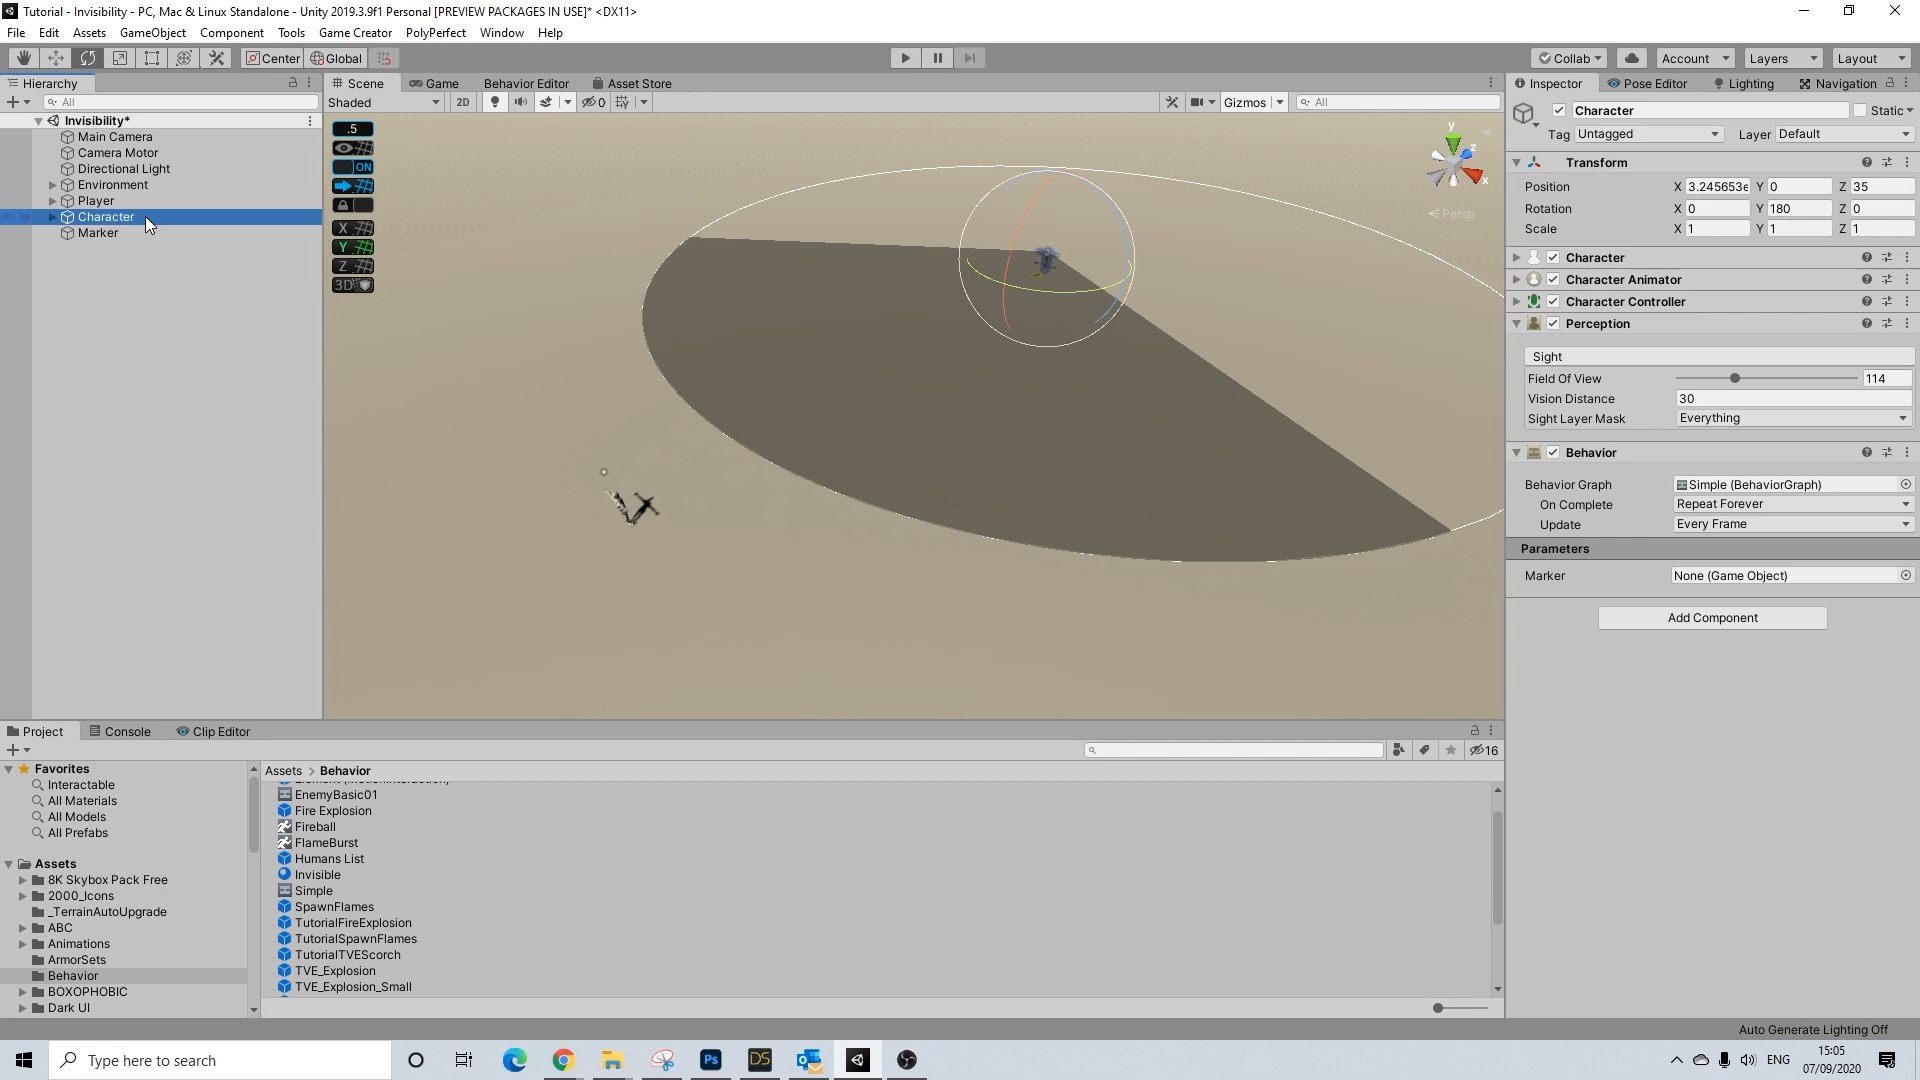 Tutorial - Invisibility - PC, Mac & Linux Standalone - Unity 2019.3.9f1 Personal [PREVIEW PACKAGES IN USE]* <DX11>
File Edit Assets GameObject Component Tools Game Creator PolyPerfect Window Help
Center Global Collab Account Layers Layout
Hierarchy
All
Invisibility*
Main Camera
Camera Motor
Directional Light
Environment
Player
Character
Marker
Scene Game Behavior Editor Asset Store
Shaded 2D 0 Gizmos All
.5
ON
X
Y
Z
3D
y
z
x
Persp
Inspector Pose Editor Lighting Navigation
Character Static
Tag Untagged Layer Default
Transform
Position X 3.245653e Y 0 Z 35
Rotation X 0 Y 180 Z 0
Scale X 1 Y 1 Z 1
Character
Character Animator
Character Controller
Perception
Sight
Field Of View 114
Vision Distance 30
Sight Layer Mask Everything
Behavior
Behavior Graph Simple (BehaviorGraph)
On Complete Repeat Forever
Update Every Frame
Parameters
Marker None (Game Object)
Add Component
Project Console Clip Editor
16
Favorites
Interactable
All Materials
All Models
All Prefabs
Assets
8K Skybox Pack Free
2000_Icons
_TerrainAutoUpgrade
ABC
Animations
ArmorSets
Behavior
BOXOPHOBIC
Dark UI
Assets > Behavior
EnemyBasic01
Fire Explosion
Fireball
FlameBurst
Humans List
Invisible
Simple
SpawnFlames
TutorialFireExplosion
TutorialSpawnFlames
TutorialTVEScorch
TVE_Explosion
TVE_Explosion_Small
Auto Generate Lighting Off
Type here to search
Ps
DS
ENG
15:05
07/09/2020